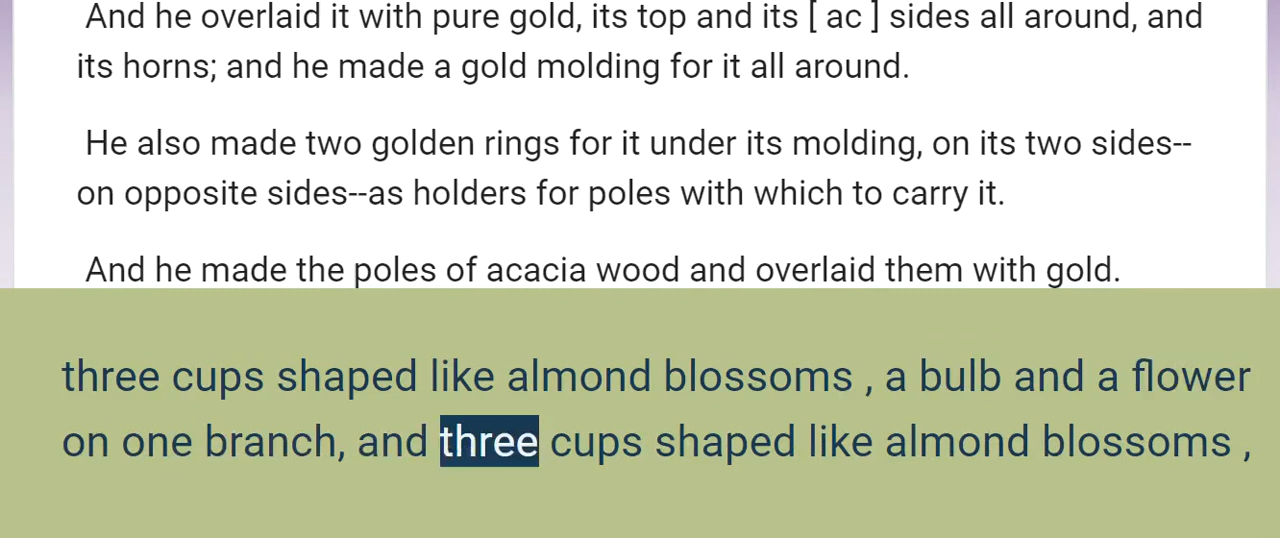 And he overlaid it with pure gold, its top and its [ ac ] sides all around, and
its horns; and he made a gold molding for it all around.
He also made two golden rings for it under its molding, on its two sides--
on opposite sides--as holders for poles with which to carry it.
And he made the poles of acacia wood and overlaid them with gold.
three cups shaped like almond blossoms , a bulb and a flower
on one branch, and three cups shaped like almond blossoms ,